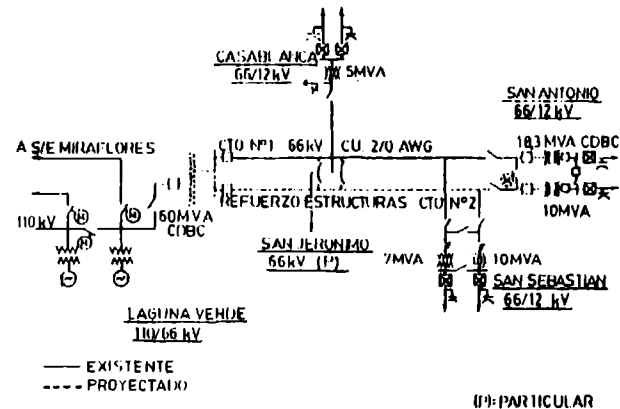 CASABLANCA
66/12 kV
5MVA
SAN ANTONIO
66/12 kV
A S/E MIRAFLORES
CTO Nº1 66kV CU. 2/0 AWG
18,3 MVA CDBC
110 kV
60MVA
CDBC
REFUERZO ESTRUCTURAS CTO Nº2
10MVA
SAN JERONIMO
66kV (P)
7MVA
10MVA
SAN SEBASTIAN
66/12 kV
LAGUNA VERDE
110/66 kV
EXISTENTE
PROYECTADO
(P): PARTICULAR